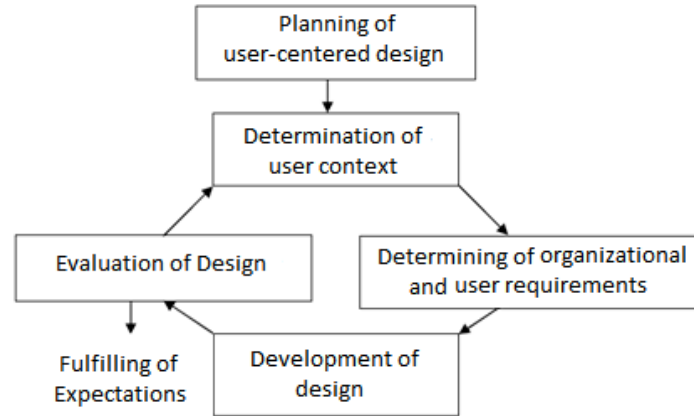 Planning of
user-centered design
Determination of
user context
Evaluation of Design
Determining of organizational
and user requirements
Development of
design
Fulfilling of
Expectations